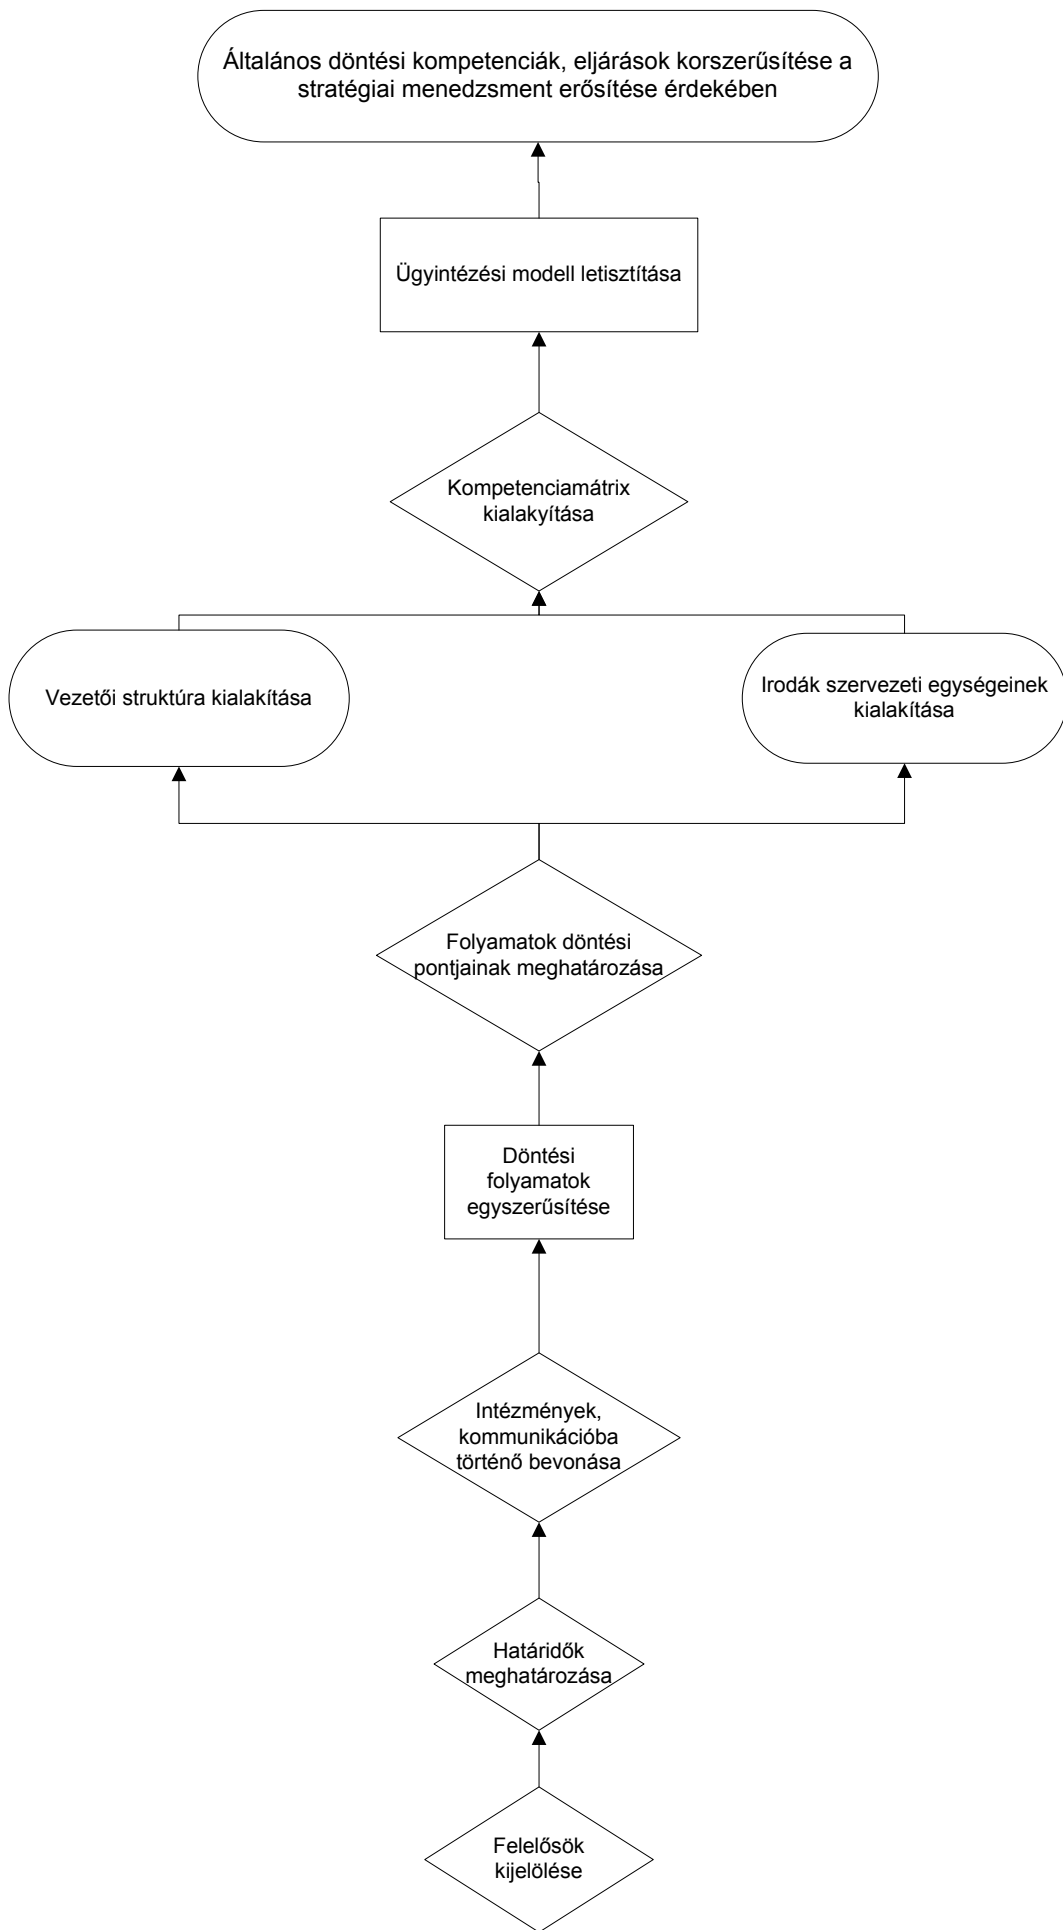 Általános döntési kompetenciák, eljárások korszerűsítése a
stratégiai menedzsment erősítése érdekében
Ügyintézési modell letisztítása
Kompetenciamátrix
kialakyítása
Vezetői struktúra kialakítása
Irodák szervezeti egységeinek
kialakítása
Folyamatok döntési
pontjainak meghatározása
Döntési
folyamatok
egyszerűsítése
Intézmények,
kommunikációba
történő bevonása
Határidők
meghatározása
Felelősök
kijelölése